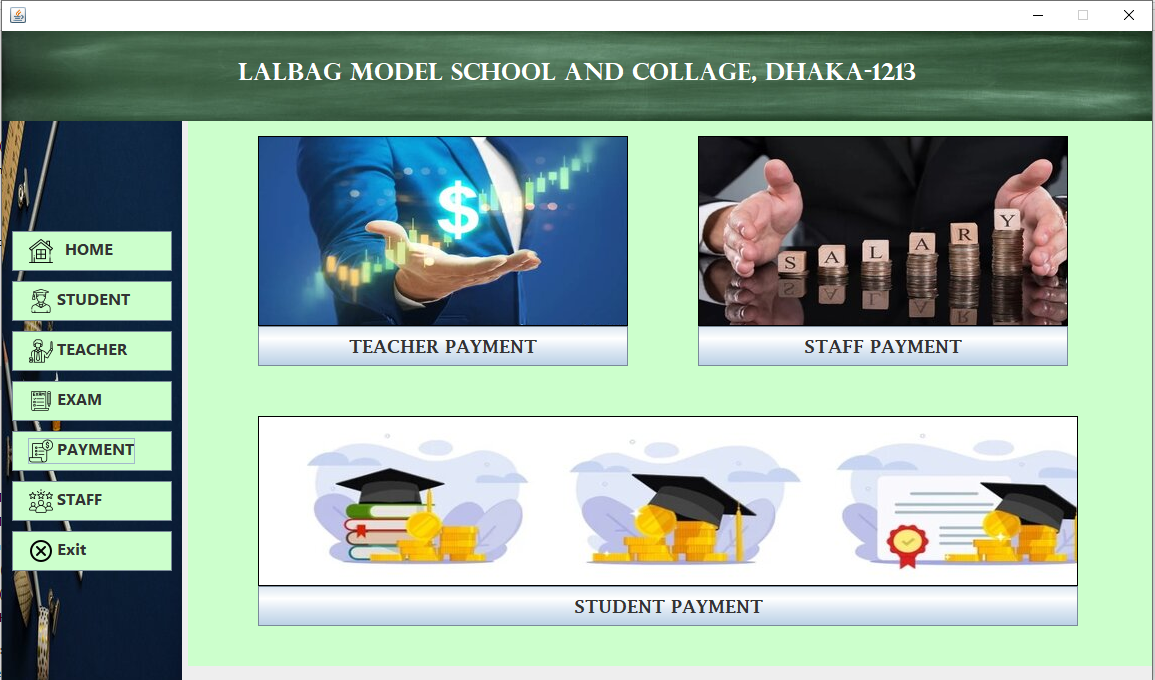 LALBAG MODEL SCHOOL AND COLLAGE, DHAKA-1213
HOME
STUDENT
TEACHER
EXAM
PAYMENT
STAFF
Exit
$
TEACHER PAYMENT
S A L A R Y
STAFF PAYMENT
STUDENT PAYMENT